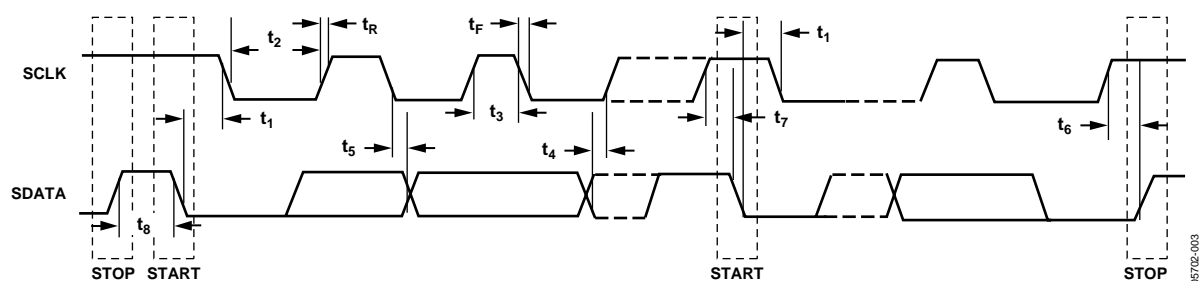 t2
tR
tF
t1
SCLK
t1
t3
t7
t5
t4
t6
SDATA
t8
STOP START
START
STOP
05702-003